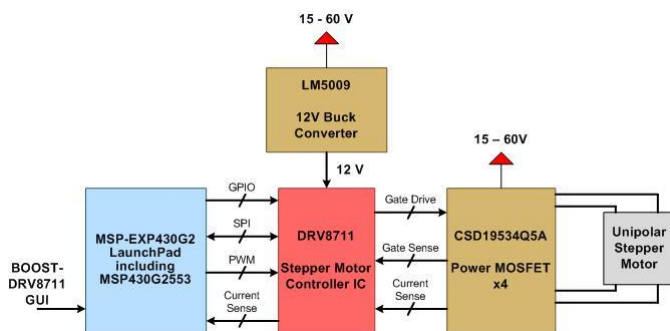 15 - 60 V
LM5009
12V Buck
Converter
15 – 60V
12 V
GPIO
SPI
PWM
Current
Sense
MSP-EXP430G2
LaunchPad
including
MSP430G2553
BOOST-
DRV8711
GUI
DRV8711
Stepper Motor
Controller IC
Gate Drive
Gate Sense
Current
Sense
CSD19534Q5A
Power MOSFET
x4
Unipolar
Stepper
Motor